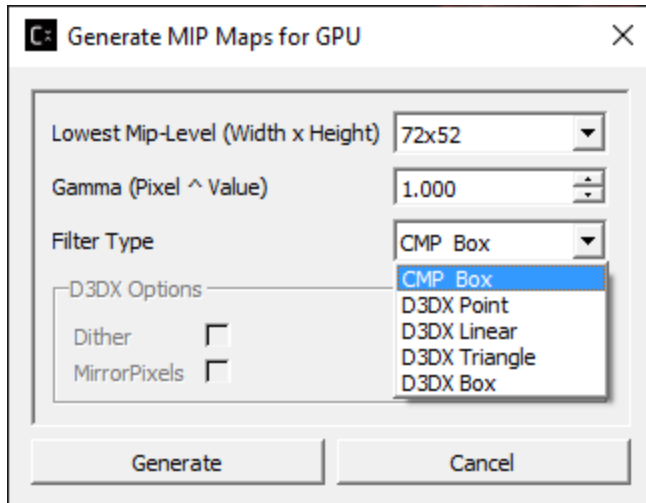 Generate MIP Maps for GPU
Lowest Mip-Level (Width x Height) 72x52
Gamma (Pixel ^ Value) 1.000
Filter Type CMP Box
CMP Box
D3DX Point
D3DX Linear
D3DX Triangle
D3DX Box
D3DX Options
Dither
MirrorPixels
Generate Cancel